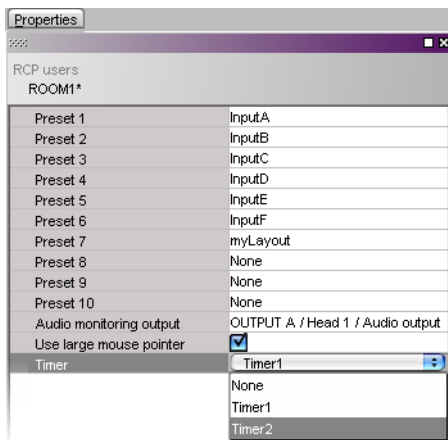 Properties
RCP users
ROOM1*
Preset 1 InputA
Preset 2 InputB
Preset 3 InputC
Preset 4 InputD
Preset 5 InputE
Preset 6 InputF
Preset 7 myLayout
Preset 8 None
Preset 9 None
Preset 10 None
Audio monitoring output OUTPUT A / Head 1 / Audio output
Use large mouse pointer
Timer Timer1
None
Timer1
Timer2